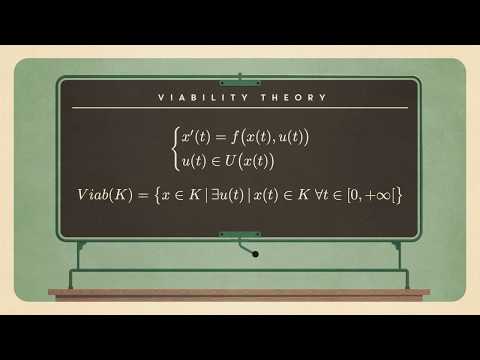 VIABILITY THEORY
x′(t) = f(x(t), u(t))
u(t) ∈ U(x(t))
Viab(K) = {x ∈ K | ∃u(t) | x(t) ∈ K ∀t ∈ [0, +∞[}